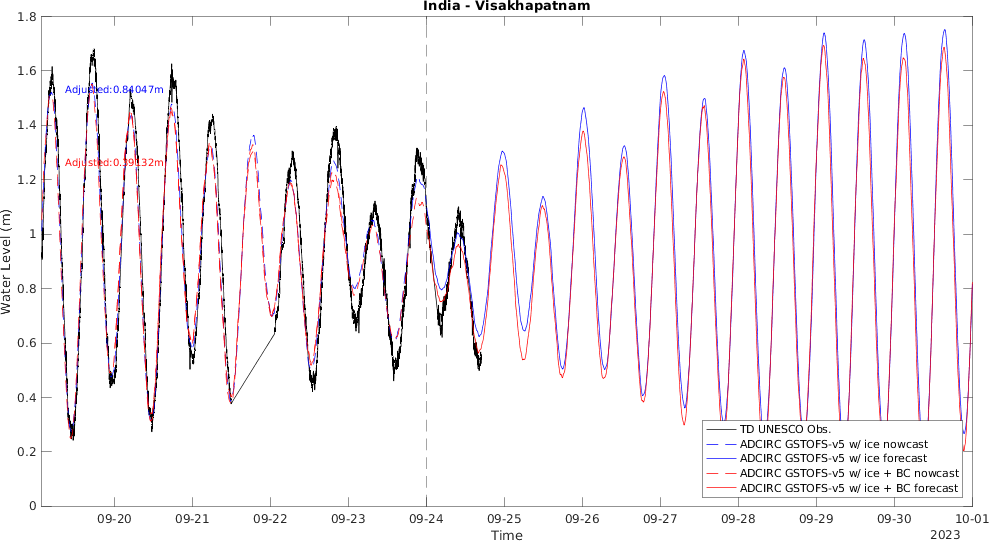 India - Visakhapatnam
1.8
1.6
1.4
1.2
1
0.8
0.6
0.4
0.2
0
Water Level (m)
Adjusted:0.84047m
Adjusted:0.39132m
TD UNESCO Obs.
ADCIRC GSTOFS-v5 w/ ice nowcast
ADCIRC GSTOFS-v5 w/ ice forecast
ADCIRC GSTOFS-v5 w/ ice + BC nowcast
ADCIRC GSTOFS-v5 w/ ice + BC forecast
09-20 09-21 09-22 09-23 09-24 09-25 09-26 09-27 09-28 09-29 09-30 10-01
Time
2023